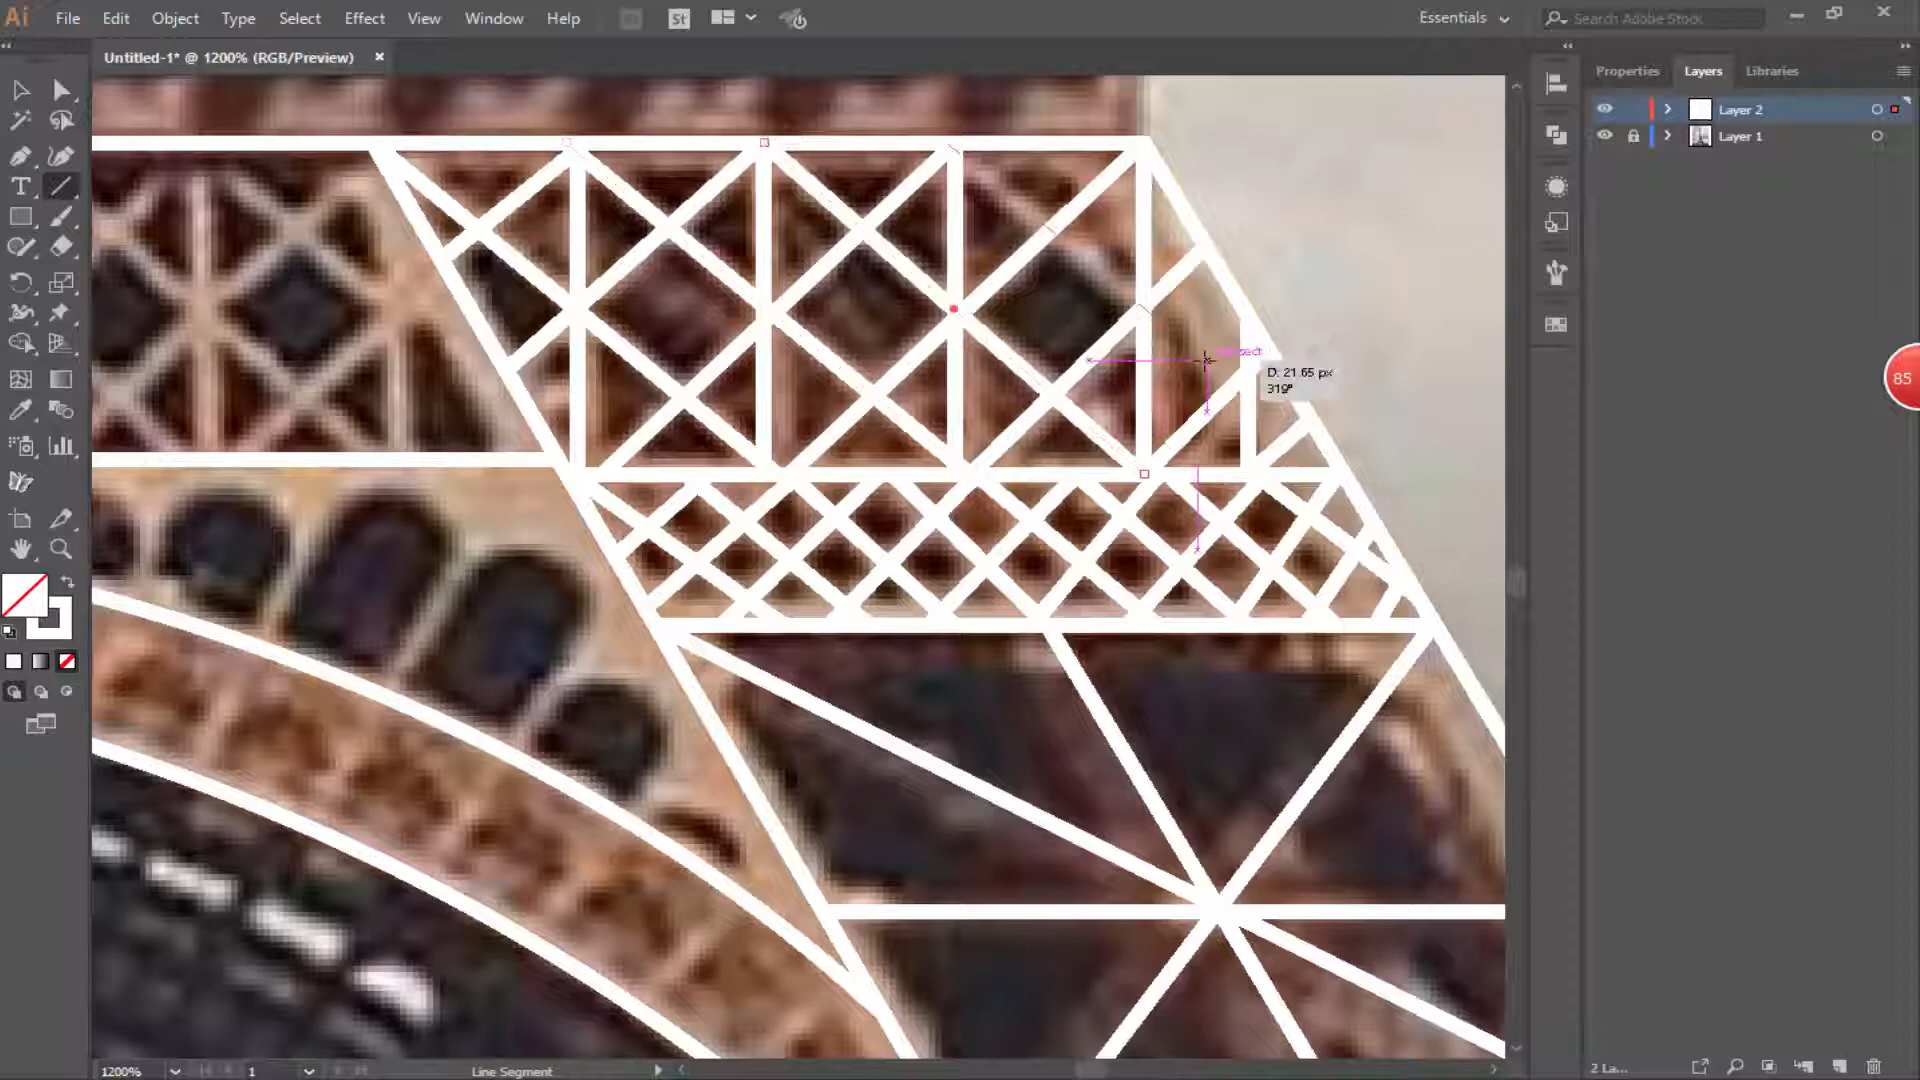 Ai File Edit Object Type Select Effect View Window Help St Essentials Search Adobe Stock
Untitled-1* @ 1200% (RGB/Preview) ×
Properties Layers Libraries
Layer 2
Layer 1
D: 21.65 px
319°
85
1200% 1 Line Segment 2 La...